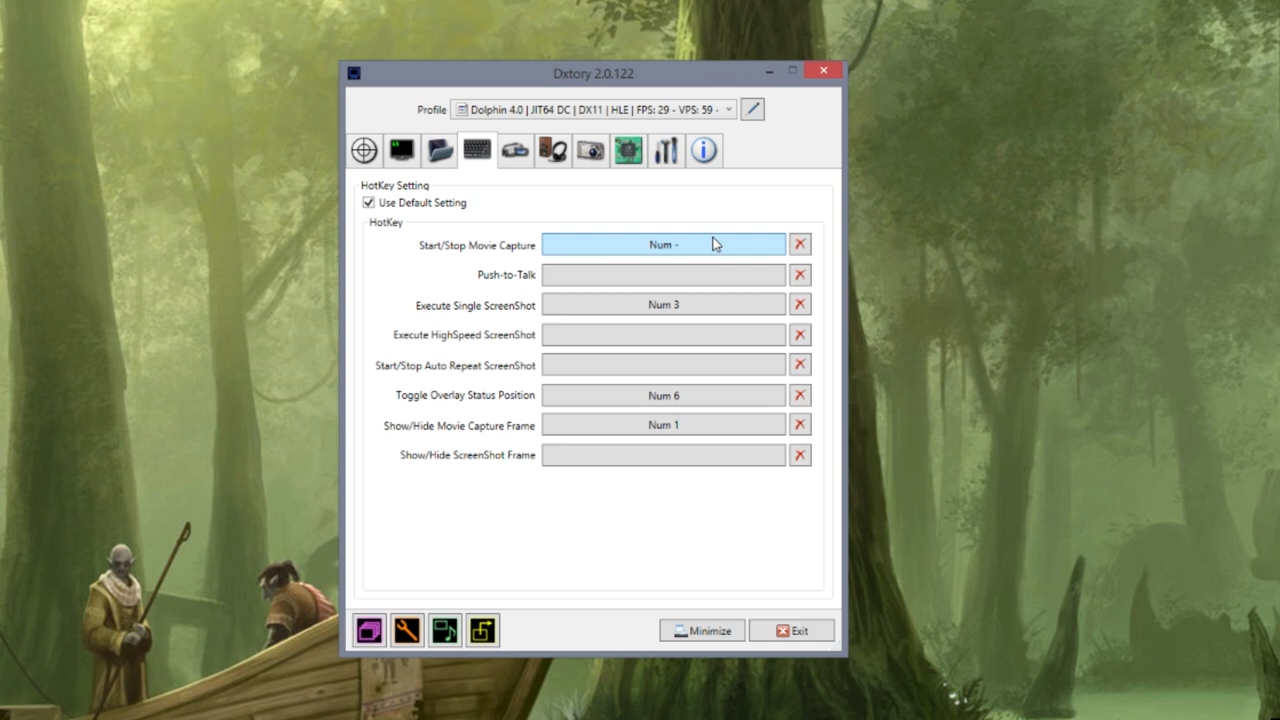 Dxtory 2.0.122
Profile
Dolphin 4.0 | JIT64 DC | DX11 | HLE | FPS: 29 - VPS: 59 -
HotKey Setting
Use Default Setting
HotKey
Start/Stop Movie Capture Num -
Push-to-Talk
Execute Single ScreenShot Num 3
Execute HighSpeed ScreenShot
Start/Stop Auto Repeat ScreenShot
Toggle Overlay Status Position Num 6
Show/Hide Movie Capture Frame Num 1
Show/Hide ScreenShot Frame
Minimize Exit